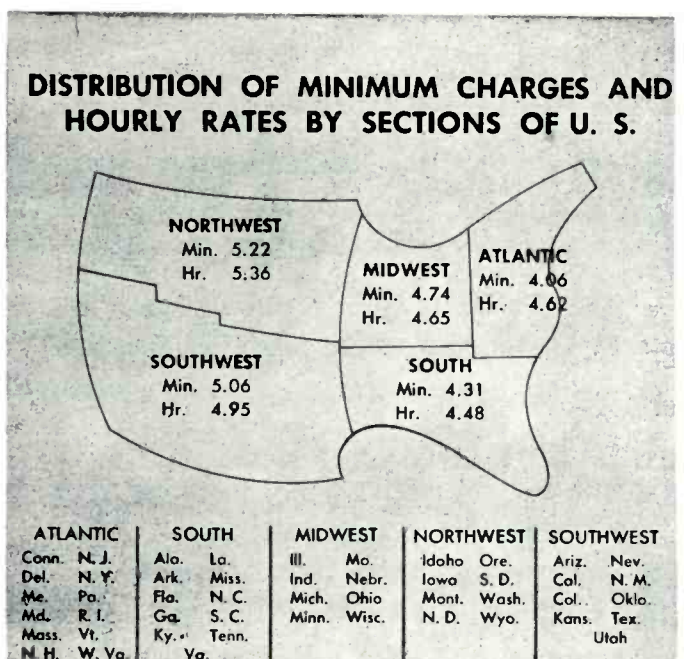 DISTRIBUTION OF MINIMUM CHARGES AND
HOURLY RATES BY SECTIONS OF U. S.
NORTHWEST
Min. 5.22
Hr. 5.36
MIDWEST
Min. 4.74
Hr. 4.65
ATLANTIC
Min. 4.06
Hr. 4.62
SOUTHWEST
Min. 5.06
Hr. 4.95
SOUTH
Min. 4.31
Hr. 4.48
ATLANTIC
Conn. N. J.
Del. N. Y.
Me. Pa.
Md. R. I.
Mass. Vt.
N. H. W. Va.
SOUTH
Ala. La.
Ark. Miss.
Fla. N. C.
Ga. S. C.
Ky. Tenn.
Va.
MIDWEST
Ill. Mo.
Ind. Nebr.
Mich. Ohio
Minn. Wisc.
NORTHWEST
Idaho Ore.
Iowa S. D.
Mont. Wash.
N. D. Wyo.
SOUTHWEST
Ariz. Nev.
Cal. N. M.
Col. Okla.
Kans. Tex.
Utah